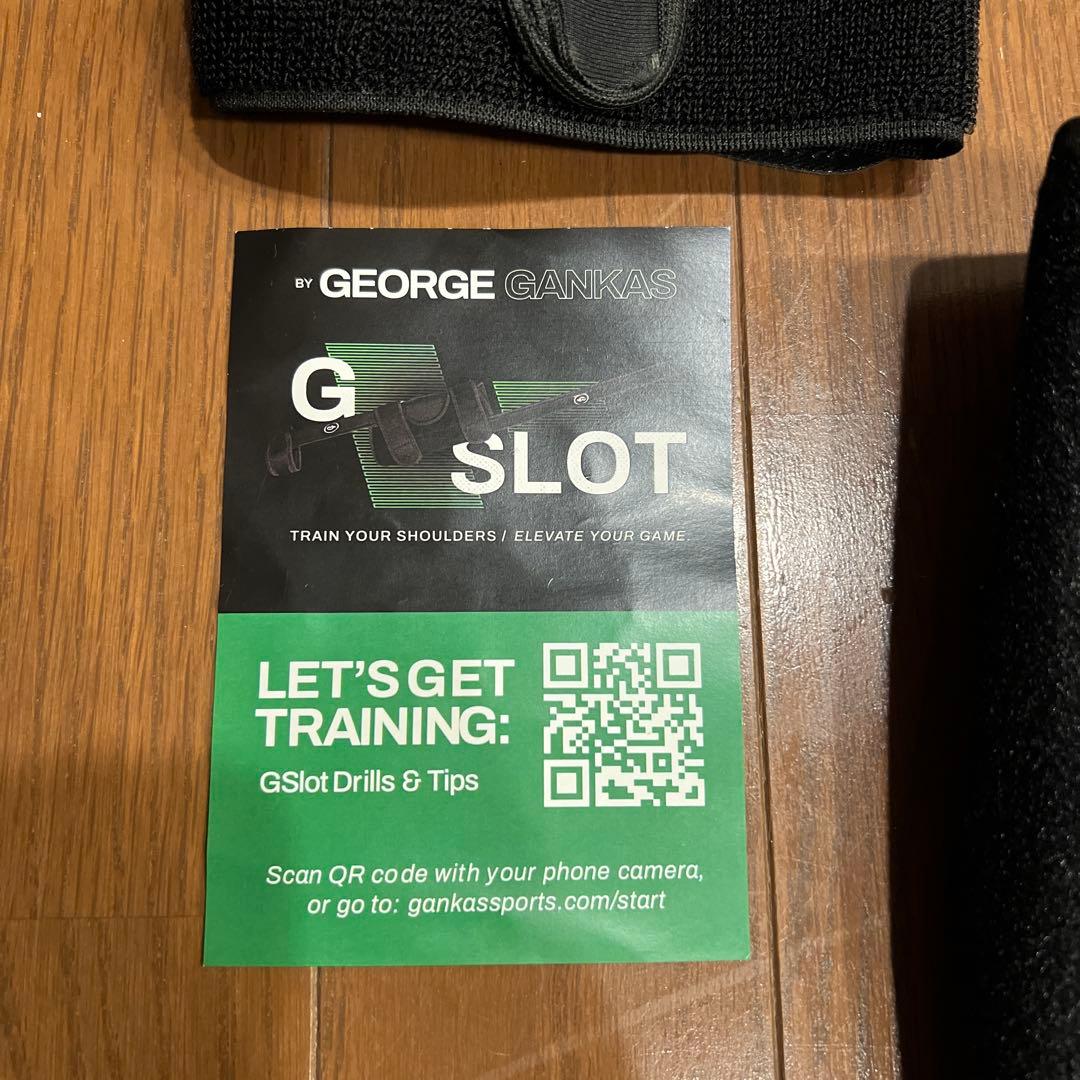 BY GEORGE GANKAS
G
SLOT
TRAIN YOUR SHOULDERS / ELEVATE YOUR GAME.
LET'S GET
TRAINING:
GSlot Drills & Tips
Scan QR code with your phone camera,
or go to: gankassports.com/start